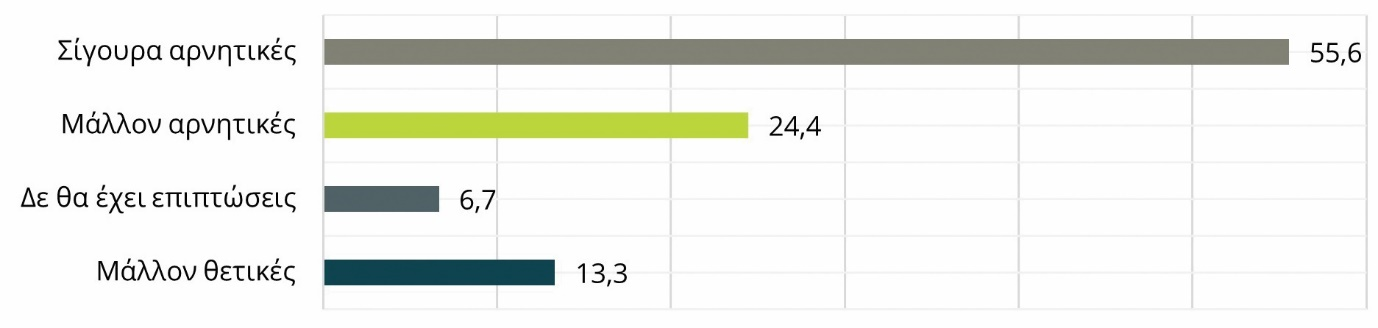 Σίγουρα αρνητικές 55,6
Μάλλον αρνητικές 24,4
Δε θα έχει επιπτώσεις 6,7
Μάλλον θετικές 13,3